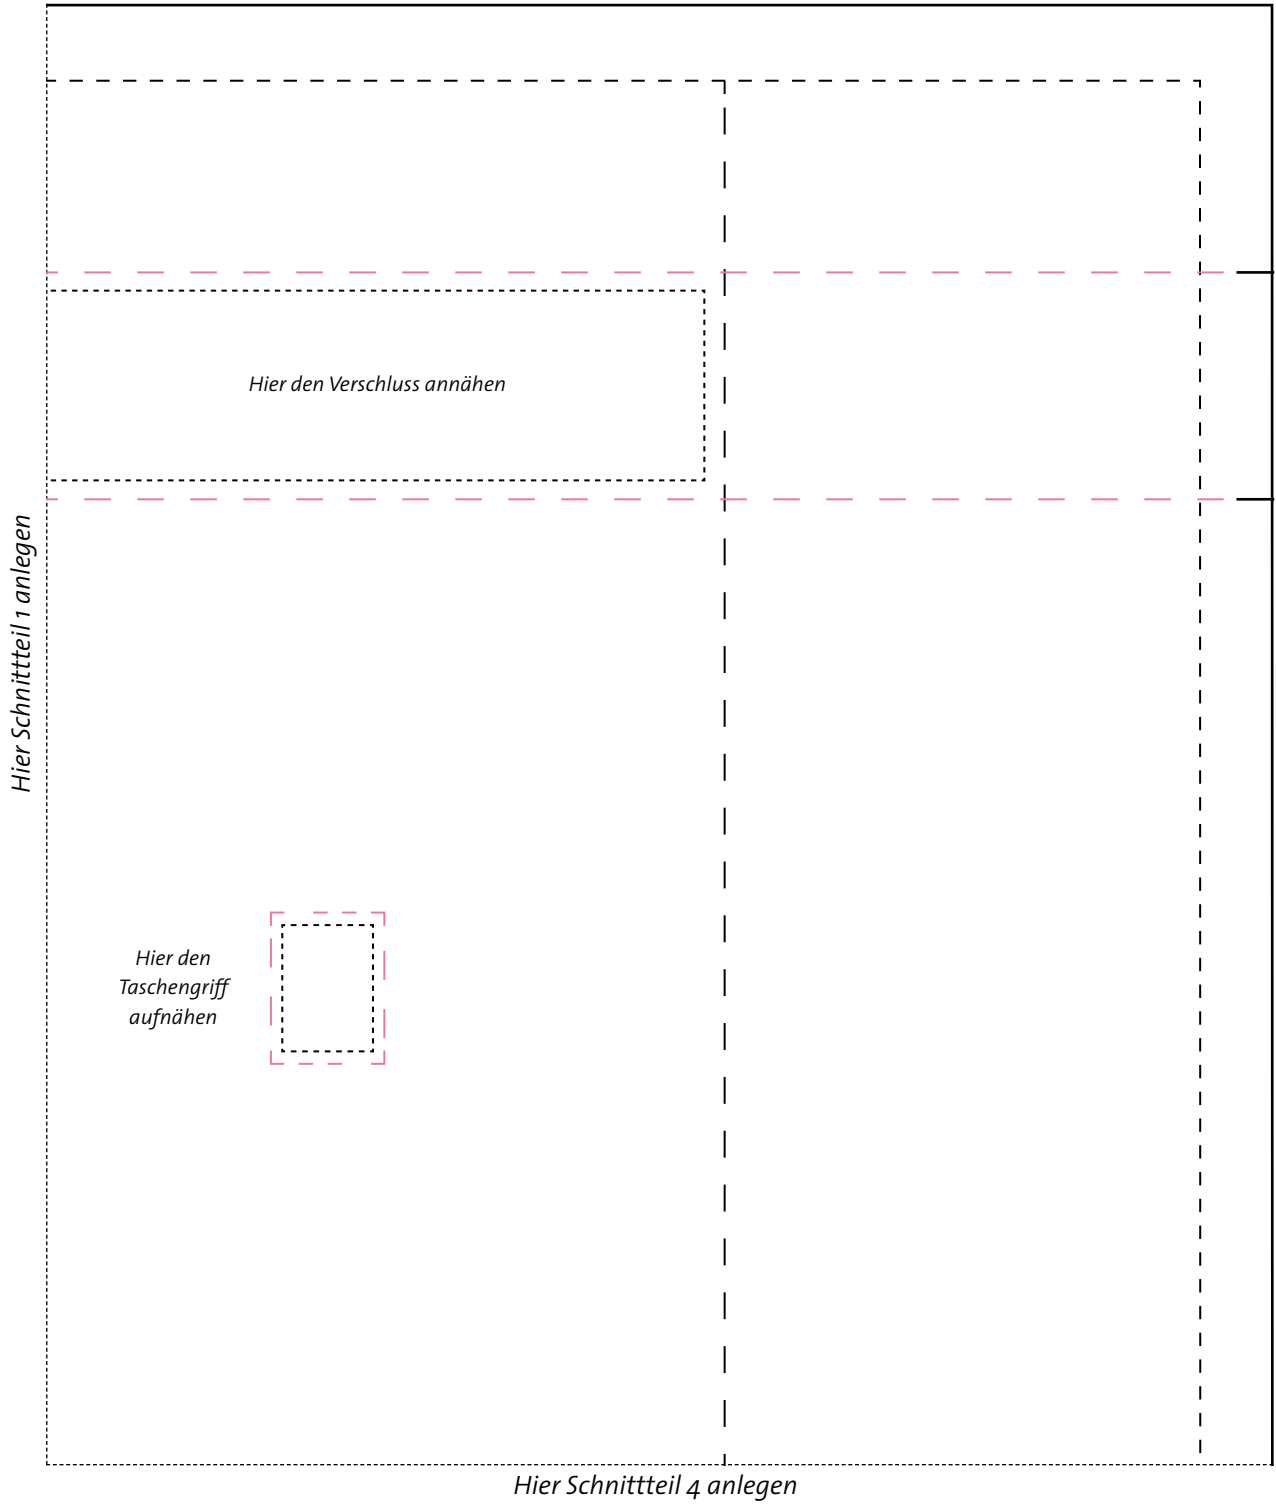 Hier den Verschluss annähen
Hier Schnittteil 1 anlegen
Hier den
Taschengriff
aufnähen
Hier Schnittteil 4 anlegen